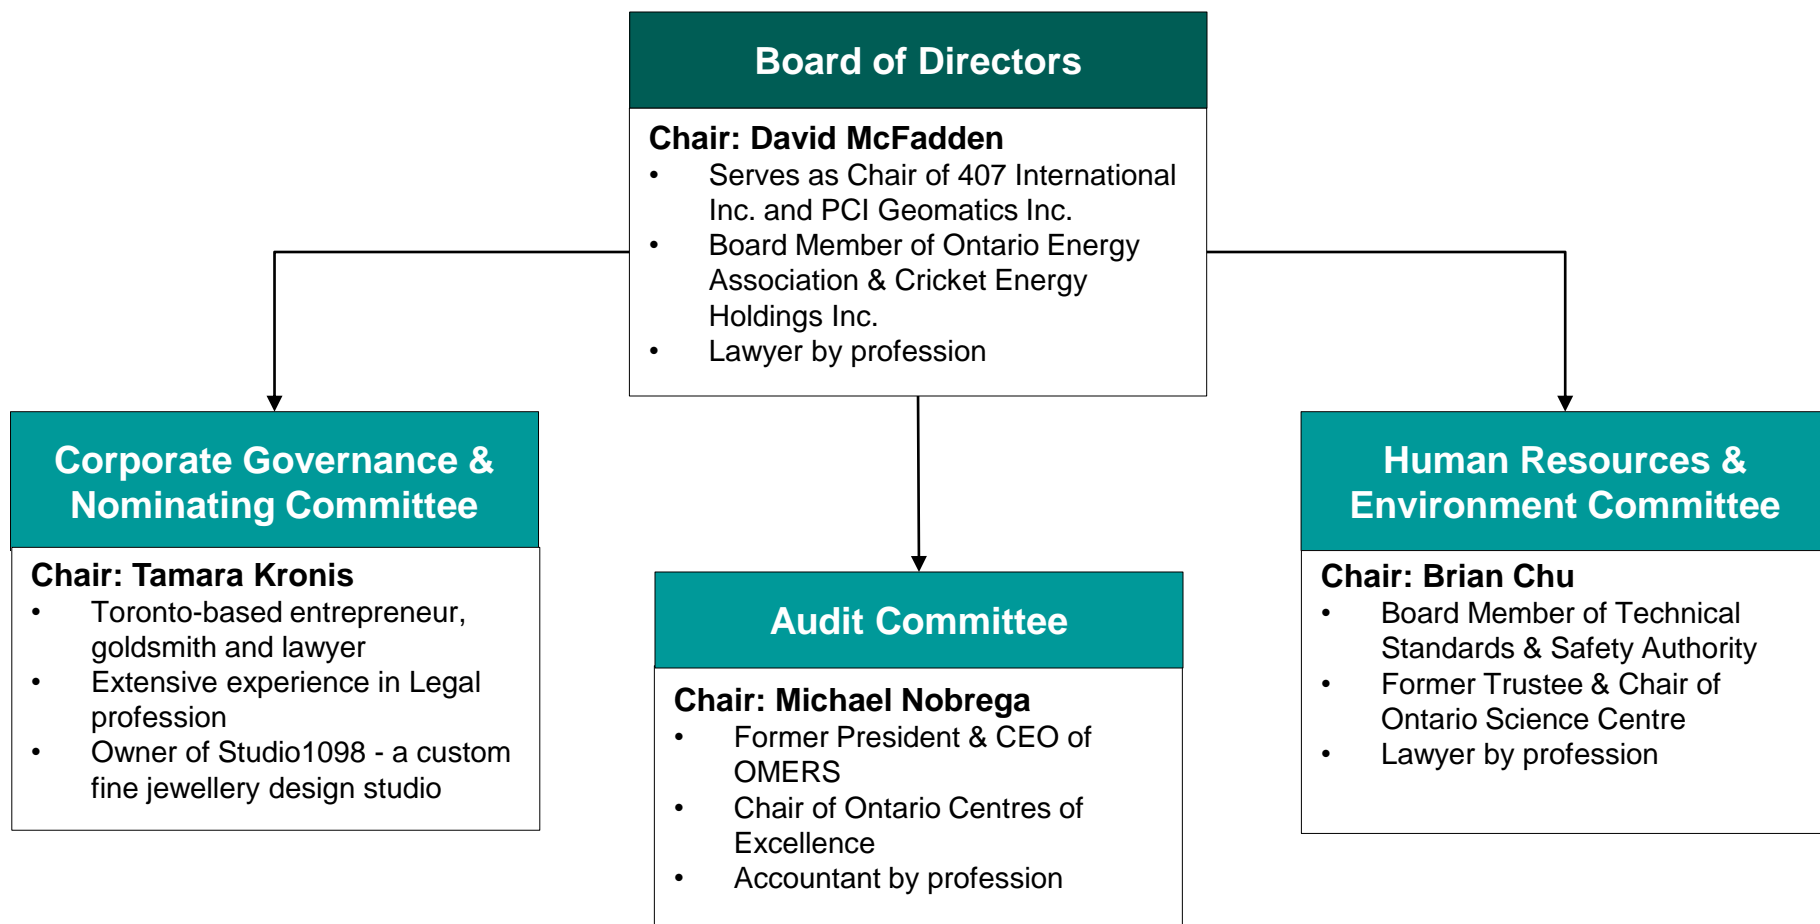 Board of Directors
Chair: David McFadden
• Serves as Chair of 407 International
Inc. and PCI Geomatics Inc.
• Board Member of Ontario Energy
Association & Cricket Energy
Holdings Inc.
• Lawyer by profession
Corporate Governance &
Nominating Committee
Chair: Tamara Kronis
• Toronto-based entrepreneur,
goldsmith and lawyer
• Extensive experience in Legal
profession
• Owner of Studio1098 - a custom
fine jewellery design studio
Audit Committee
Chair: Michael Nobrega
• Former President & CEO of
OMERS
• Chair of Ontario Centres of
Excellence
• Accountant by profession
Human Resources &
Environment Committee
Chair: Brian Chu
• Board Member of Technical
Standards & Safety Authority
• Former Trustee & Chair of
Ontario Science Centre
• Lawyer by profession